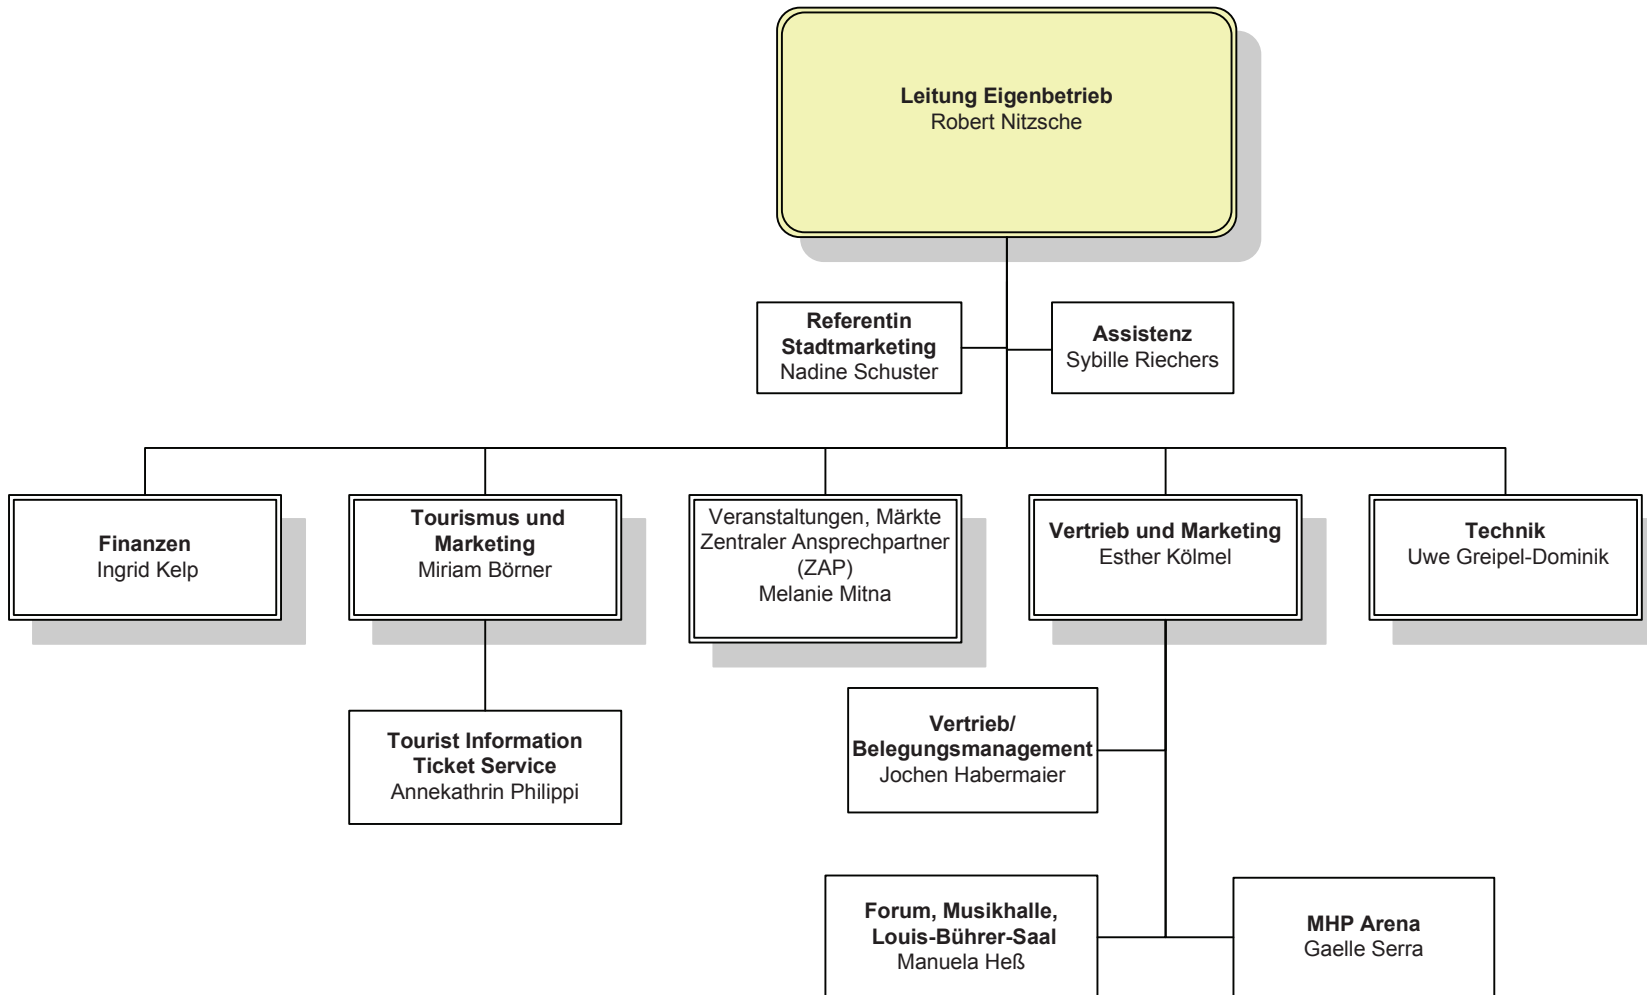 Leitung Eigenbetrieb
Robert Nitzsche
Referentin
Stadtmarketing
Nadine Schuster
Assistenz
Sybille Riechers
Finanzen
Ingrid Kelp
Tourismus und
Marketing
Miriam Börner
Veranstaltungen, Märkte
Zentraler Ansprechpartner
(ZAP)
Melanie Mitna
Vertrieb und Marketing
Esther Kölmel
Technik
Uwe Greipel-Dominik
Tourist Information
Ticket Service
Annekathrin Philippi
Vertrieb/
Belegungsmanagement
Jochen Habermaier
Forum, Musikhalle,
Louis-Bührer-Saal
Manuela Heß
MHP Arena
Gaelle Serra